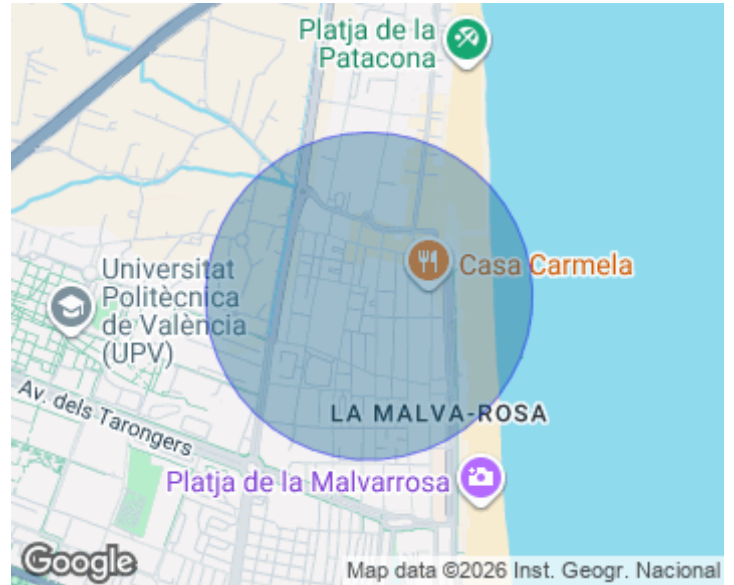 Platja de la
Patacona
Casa Carmela
Universitat
Politècnica
de València
(UPV)
Av. dels Tarongers
LA MALVA-ROSA
Platja de la Malvarrosa
Google
Map data ©2026 Inst. Geogr. Nacional